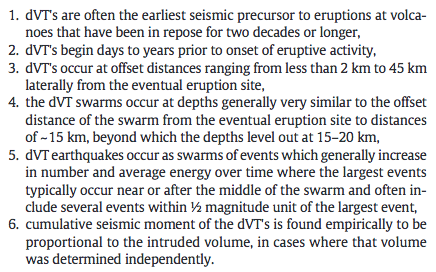 1. dVT's are often the earliest seismic precursor to eruptions at volca-
noes that have been in repose for two decades or longer,
2. dVT's begin days to years prior to onset of eruptive activity,
3. dVT's occur at offset distances ranging from less than 2 km to 45 km
laterally from the eventual eruption site,
4. the dVT swarms occur at depths generally very similar to the offset
distance of the swarm from the eventual eruption site to distances
of ~15 km, beyond which the depths level out at 15–20 km,
5. dVT earthquakes occur as swarms of events which generally increase
in number and average energy over time where the largest events
typically occur near or after the middle of the swarm and often in-
clude several events within ½ magnitude unit of the largest event,
6. cumulative seismic moment of the dVT's is found empirically to be
proportional to the intruded volume, in cases where that volume
was determined independently.